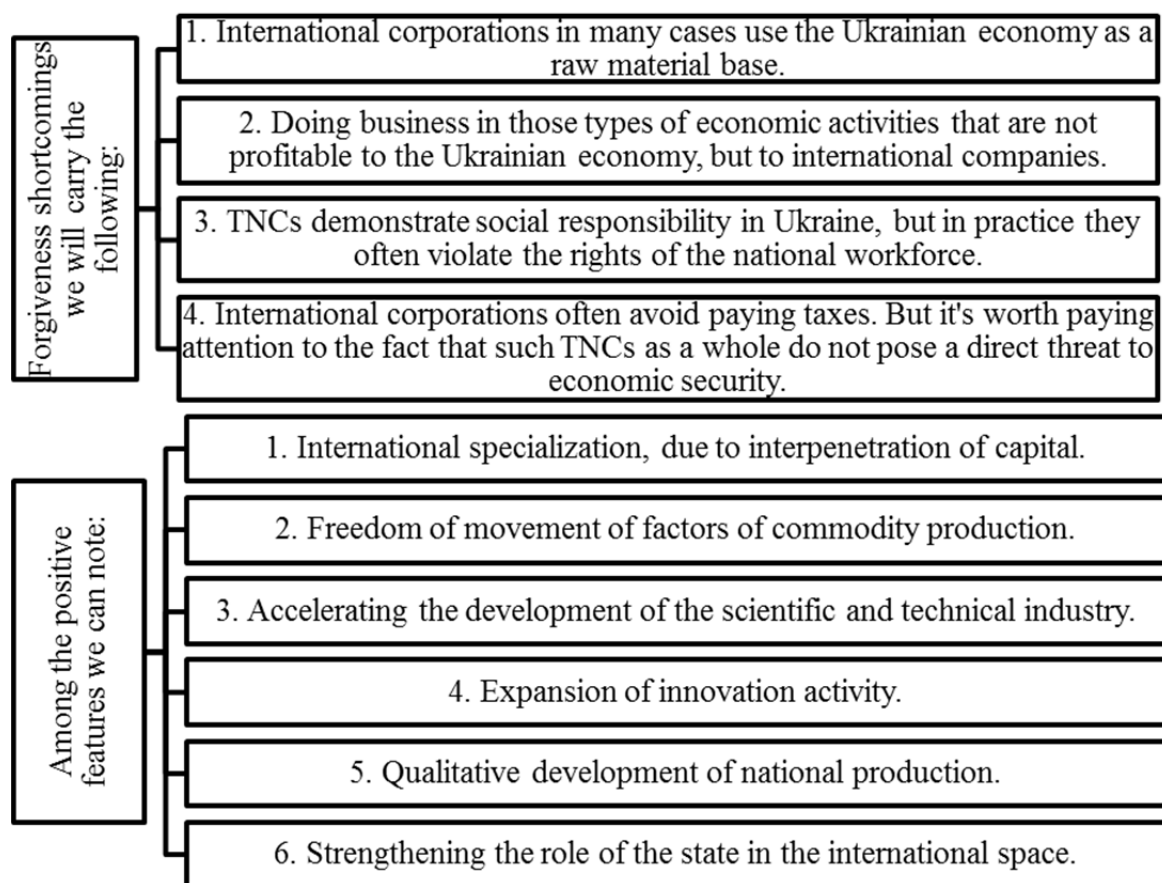 Forgiveness shortcomings
we will carry the
following:
1. International corporations in many cases use the Ukrainian economy as a
raw material base.
2. Doing business in those types of economic activities that are not
profitable to the Ukrainian economy, but to international companies.
3. TNCs demonstrate social responsibility in Ukraine, but in practice they
often violate the rights of the national workforce.
4. International corporations often avoid paying taxes. But it's worth paying
attention to the fact that such TNCs as a whole do not pose a direct threat to
economic security.
Among the positive
features we can note:
1. International specialization, due to interpenetration of capital.
2. Freedom of movement of factors of commodity production.
3. Accelerating the development of the scientific and technical industry.
4. Expansion of innovation activity.
5. Qualitative development of national production.
6. Strengthening the role of the state in the international space.